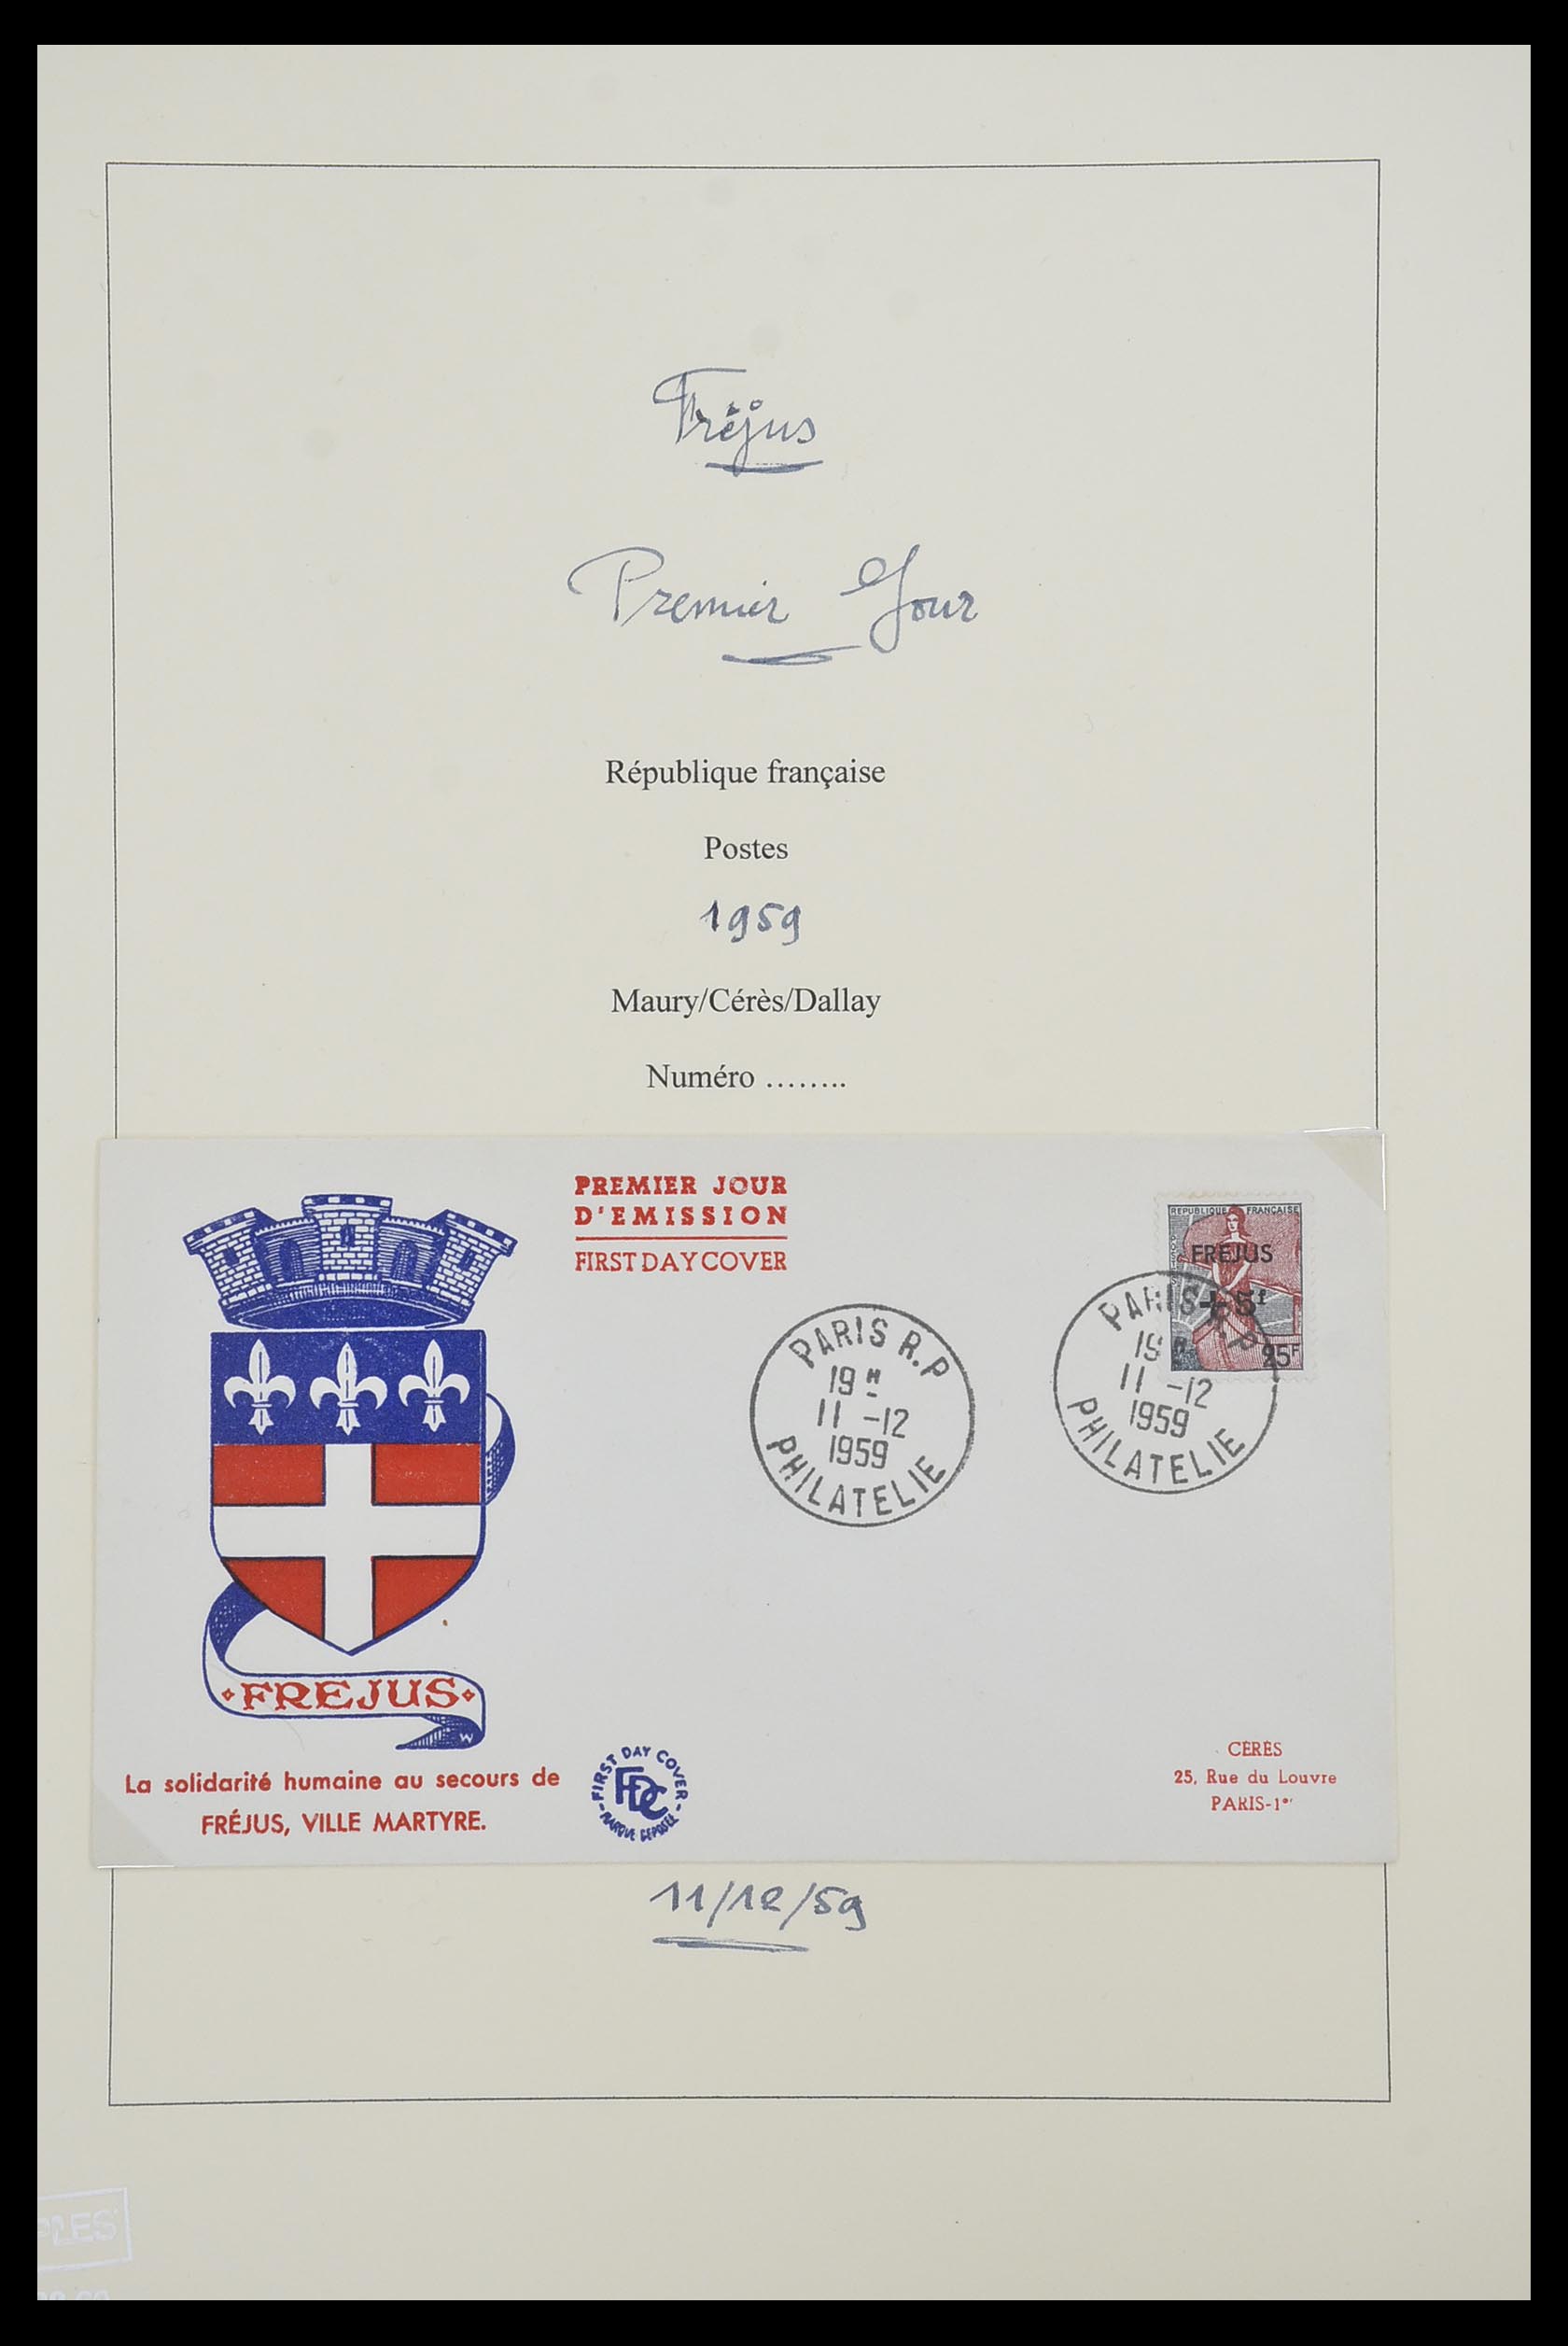 Fréjus
Premier Jour
République française
Postes
1959
Maury/Cérès/Dallay
Numéro ........
PREMIER JOUR
D'EMISSION
FIRST DAY COVER
REPUBLIQUE FRANÇAISE
POSTES
FREJUS
+5f
25F
PARIS R.P
19H
11-12
1959
PHILATELIE
PARIS R.P
19H
11-12
1959
PHILATELIE
FREJUS
W
La solidarité humaine au secours de
FRÉJUS, VILLE MARTYRE.
FIRST DAY COVER
FDC
MARQUE DEPOSÉE
CÉRÈS
25, Rue du Louvre
PARIS-1er
11/12/59